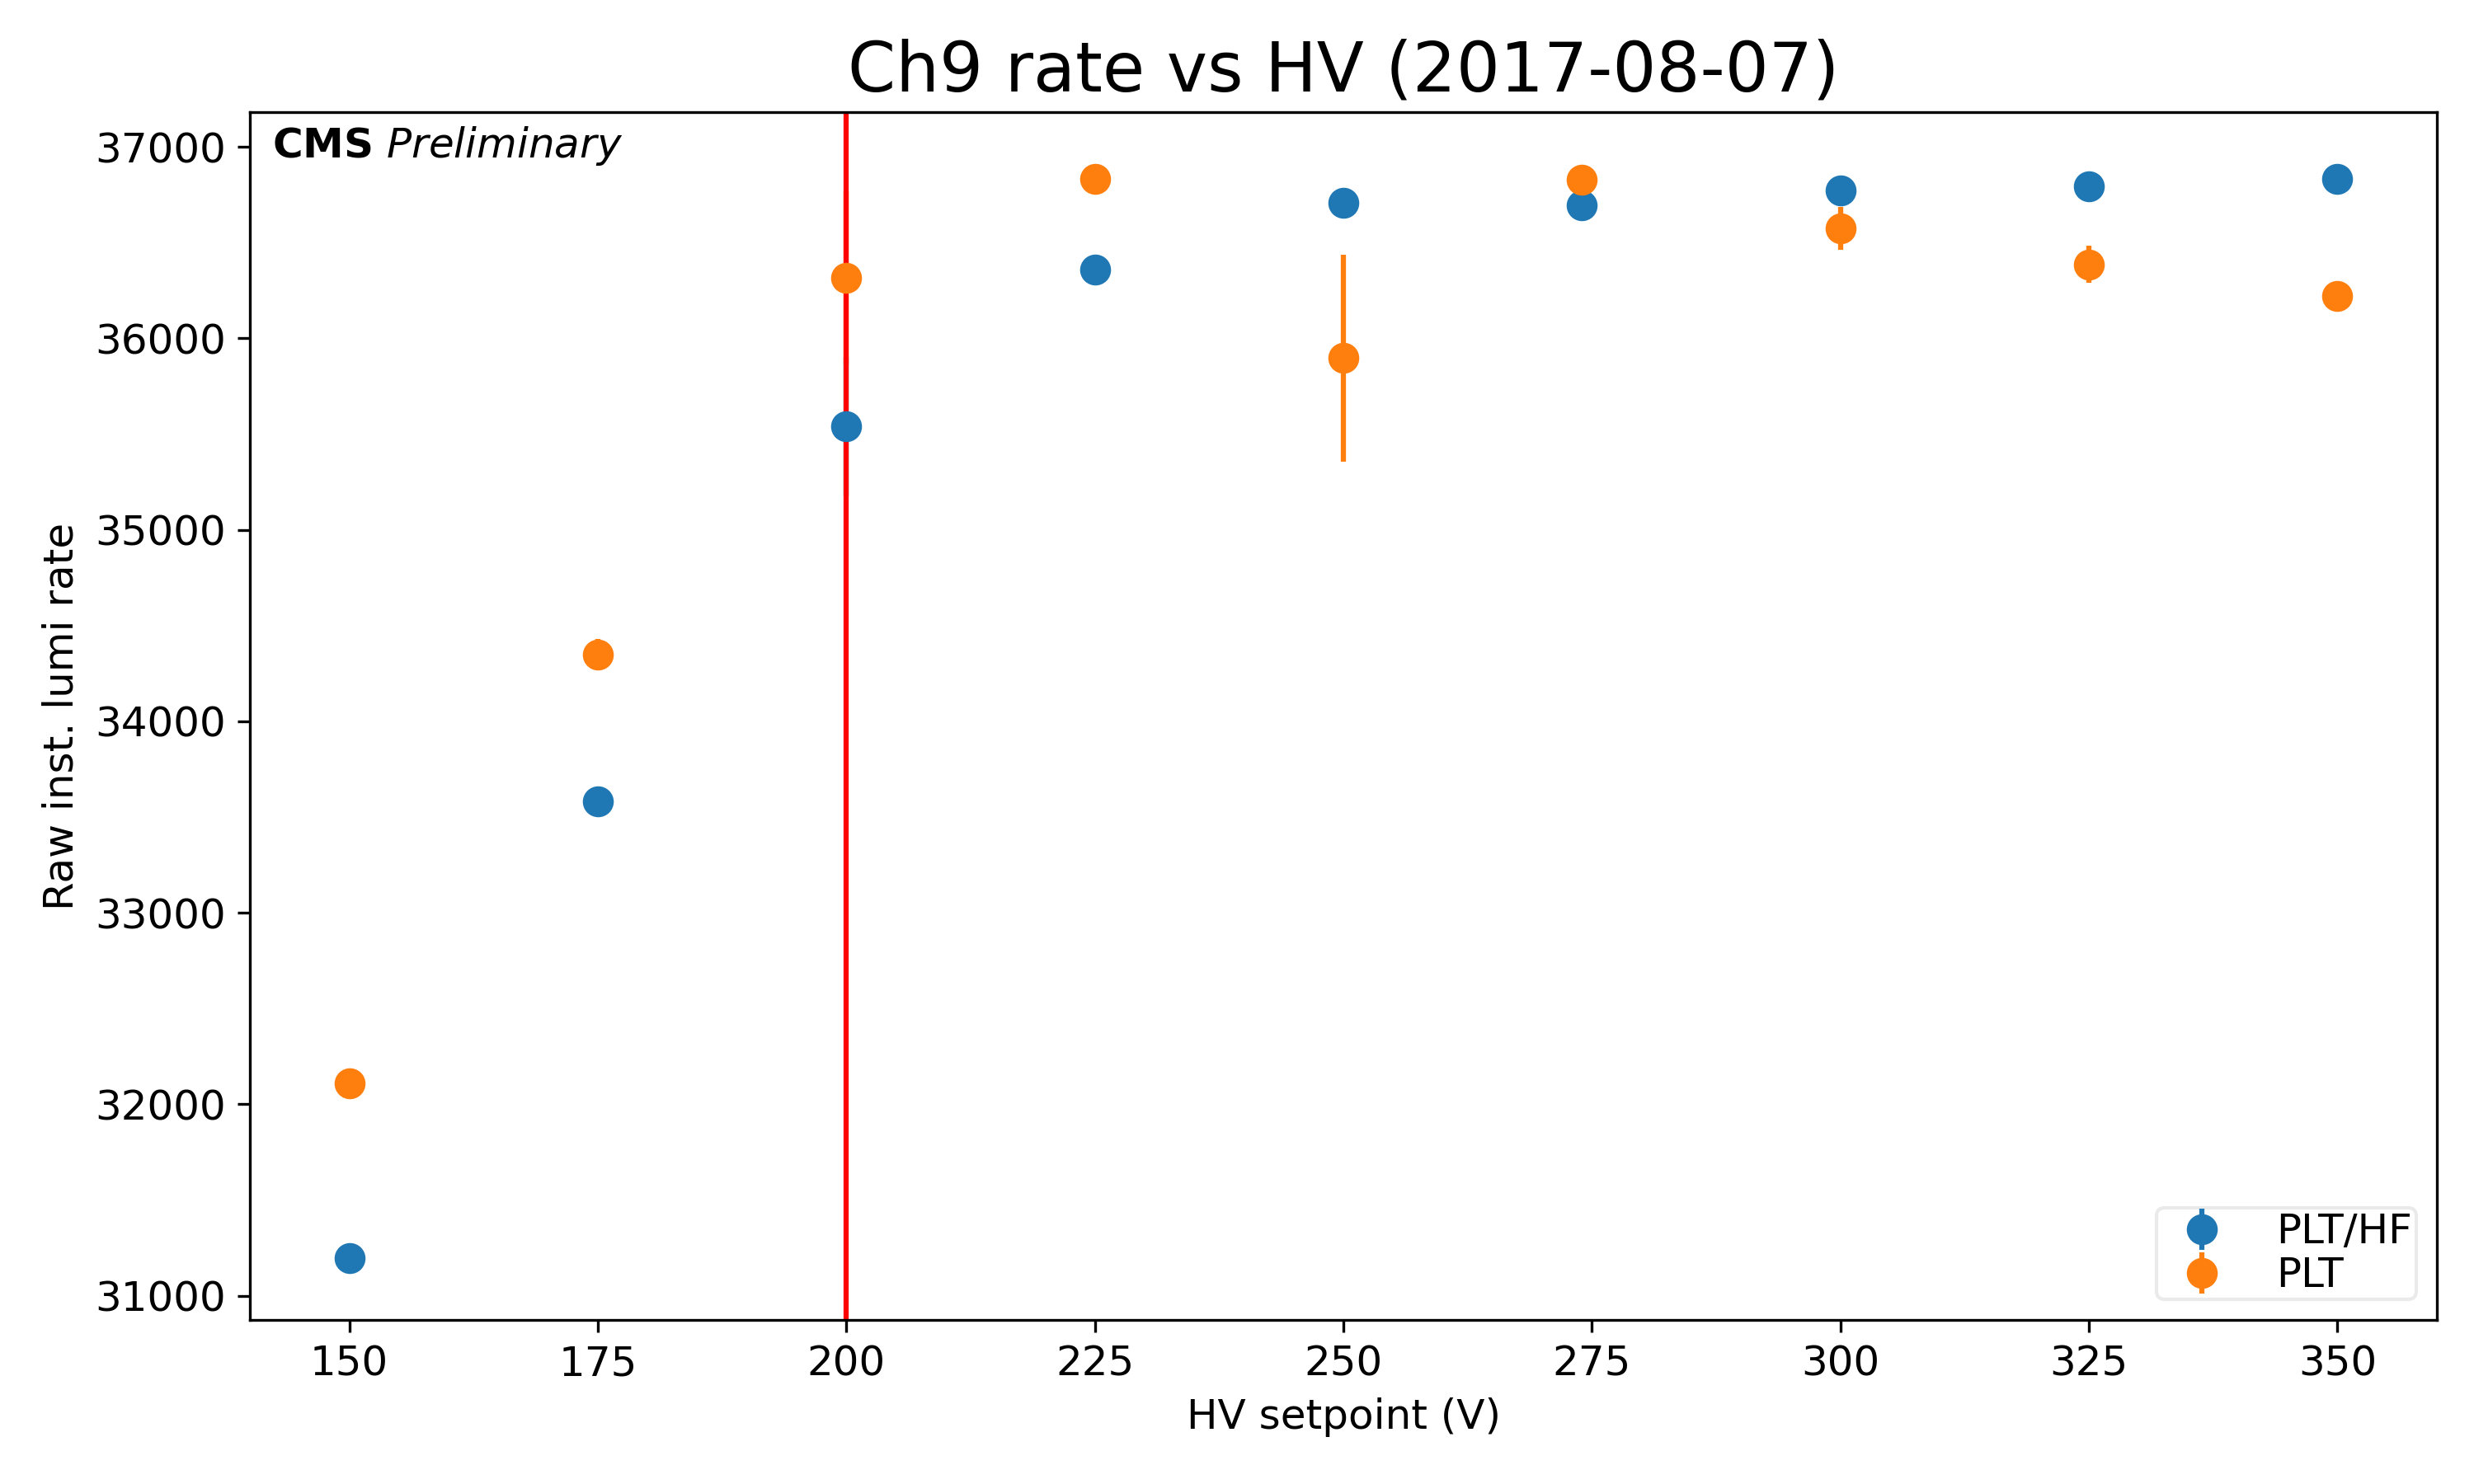 Ch9 rate vs HV (2017-08-07)
CMS Preliminary
37000
36000
35000
34000
33000
32000
31000
Raw inst. lumi rate
150 175 200 225 250 275 300 325 350
HV setpoint (V)
PLT/HF
PLT